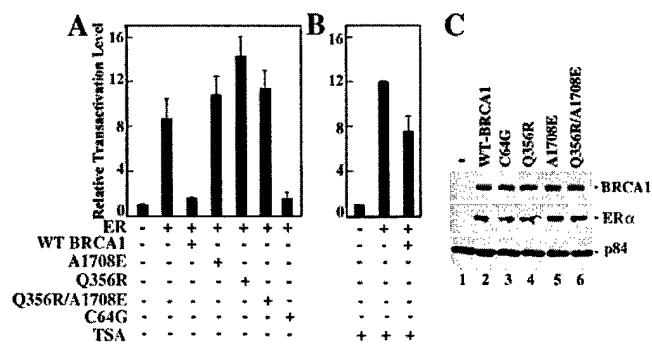 A
B
C
Relative Transactivation Level
16
12
8
4
0
16
12
8
4
0
ER - + + + + + + - + +
WT BRCA1 - - + - - - - - - +
A1708E - - - + - - - - - -
Q356R - - - - + - - - - -
Q356R/A1708E - - - - - + - - - -
C64G - - - - - - + - - -
TSA - - - - - - - + + +
-
WT-BRCA1
C64G
Q356R
A1708E
Q356R/A1708E
BRCA1
ERα
p84
1 2 3 4 5 6